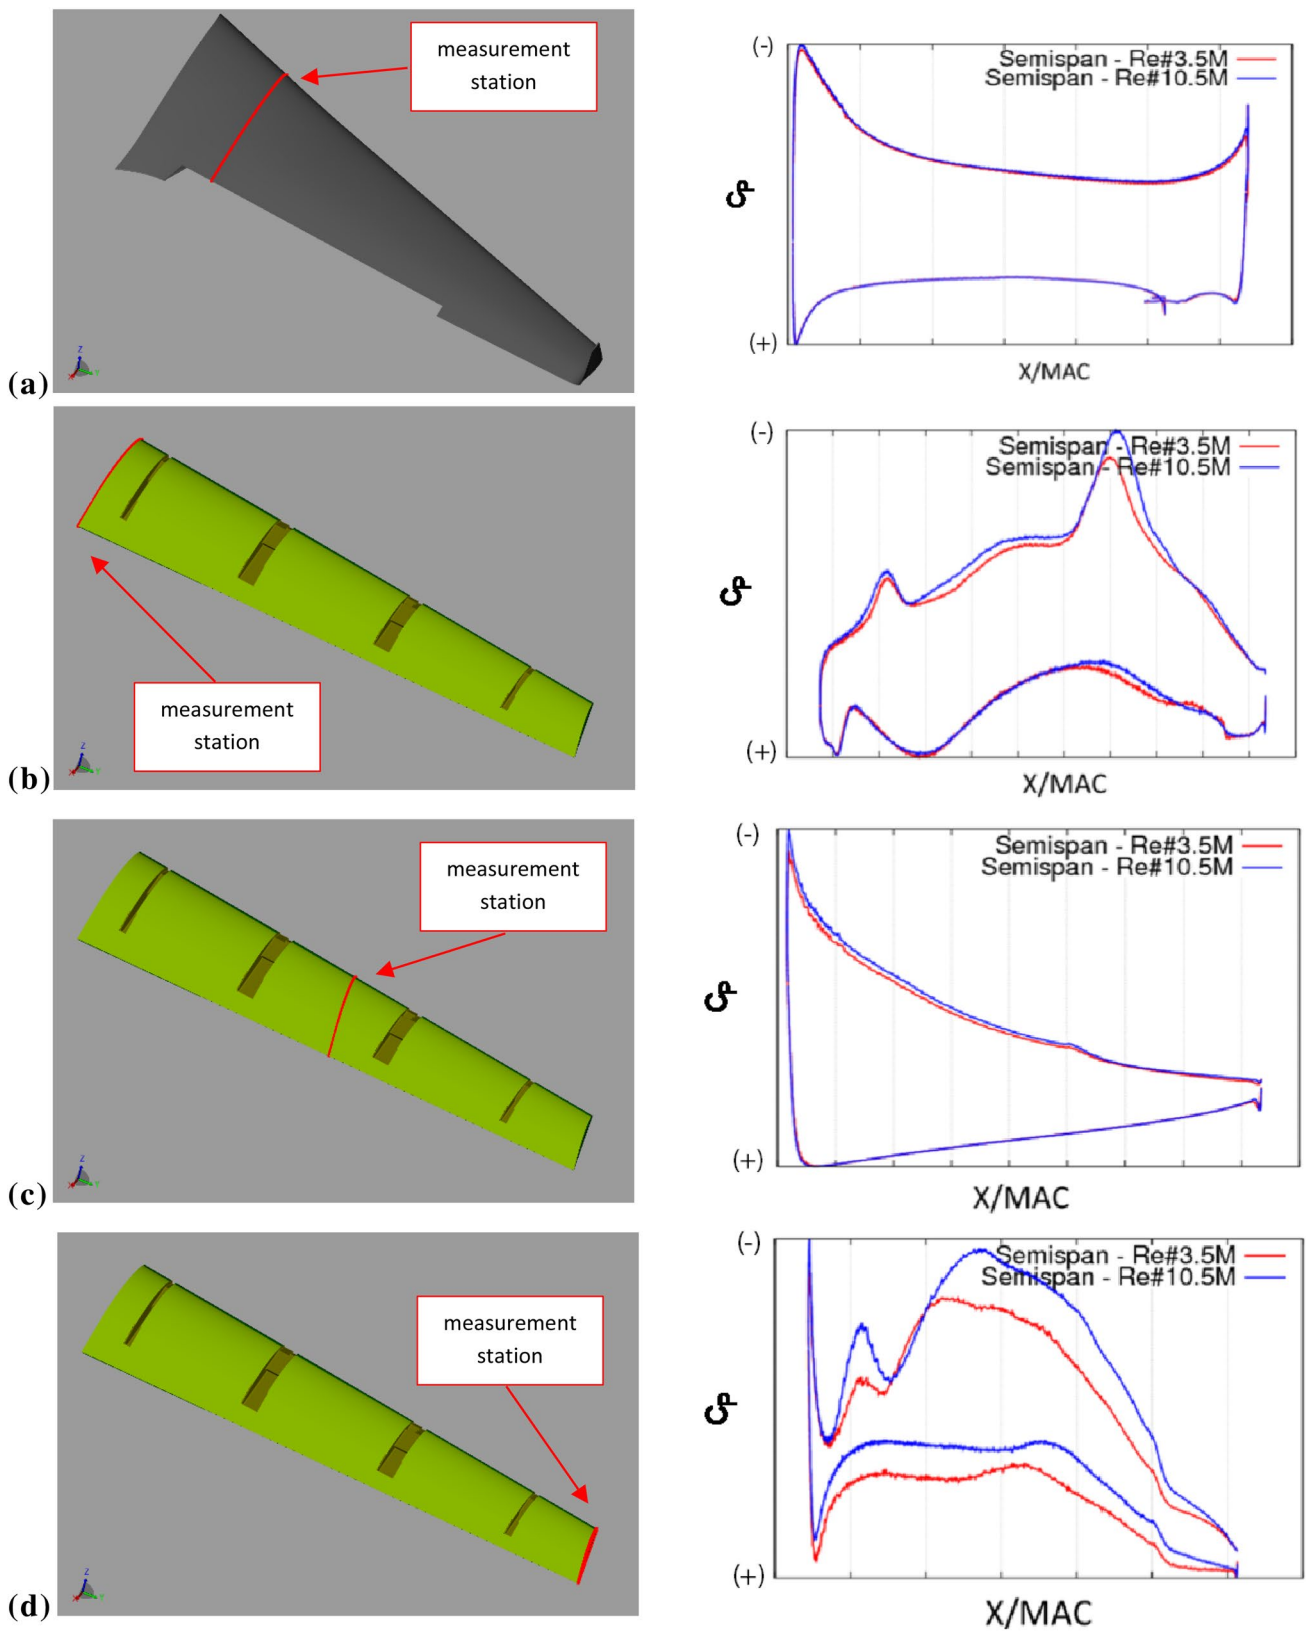 measurement
station
(-)
Semispan - Re#3.5M
Semispan - Re#10.5M
Cp
(+)
X/MAC
Z
X
Y
(a)
(-)
Semispan - Re#3.5M
Semispan - Re#10.5M
Cp
measurement
station
(+)
X/MAC
Z
X
Y
(b)
(-)
Semispan - Re#3.5M
Semispan - Re#10.5M
measurement
station
Cp
(+)
X/MAC
Z
X
Y
(c)
(-)
Semispan - Re#3.5M
Semispan - Re#10.5M
measurement
station
Cp
(+)
X/MAC
Z
X
Y
(d)